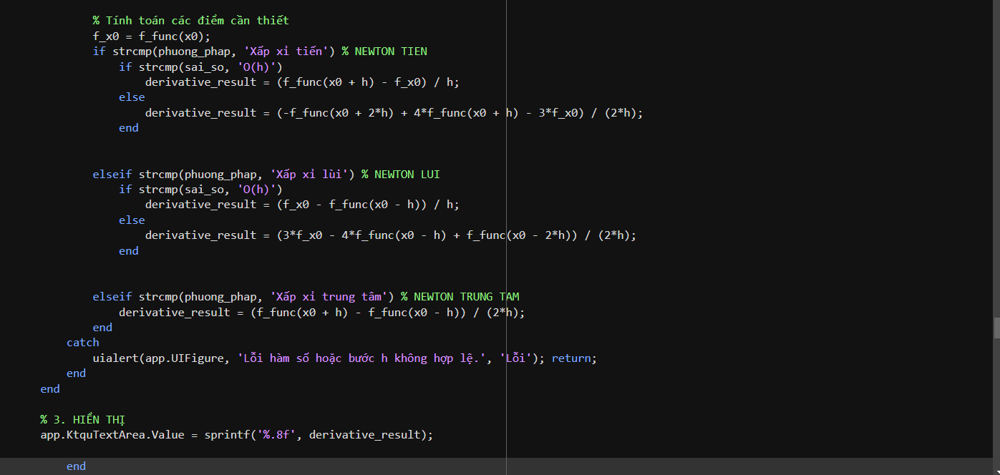 % Tính toán các điểm cần thiết
f_x0 = f_func(x0);
if strcmp(phuong_phap, 'Xấp xỉ tiến') % NEWTON TIEN
if strcmp(sai_so, 'O(h)')
derivative_result = (f_func(x0 + h) - f_x0) / h;
else
derivative_result = (-f_func(x0 + 2*h) + 4*f_func(x0 + h) - 3*f_x0) / (2*h);
end
elseif strcmp(phuong_phap, 'Xấp xỉ lùi') % NEWTON LUI
if strcmp(sai_so, 'O(h)')
derivative_result = (f_x0 - f_func(x0 - h)) / h;
else
derivative_result = (3*f_x0 - 4*f_func(x0 - h) + f_func(x0 - 2*h)) / (2*h);
end
elseif strcmp(phuong_phap, 'Xấp xỉ trung tâm') % NEWTON TRUNG TAM
derivative_result = (f_func(x0 + h) - f_func(x0 - h)) / (2*h);
end
catch
uialert(app.UIFigure, 'Lỗi hàm số hoặc bước h không hợp lệ.', 'Lỗi'); return;
end
end
% 3. HIỂN THỊ
app.KtquTextArea.Value = sprintf('%.8f', derivative_result);
end